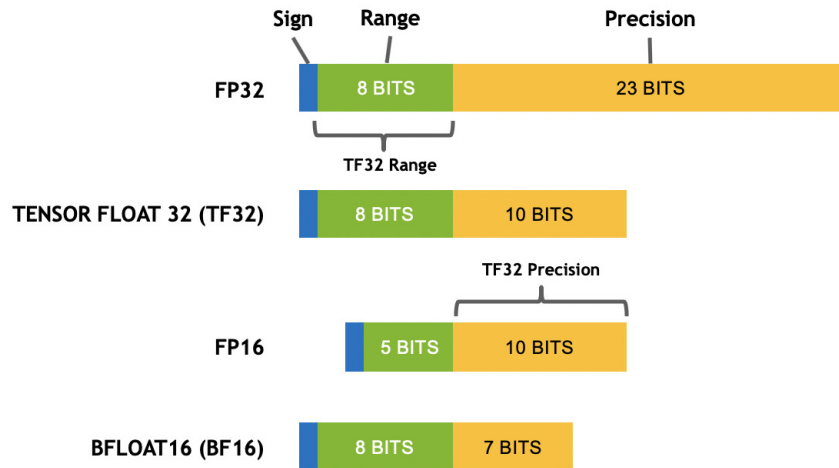 Sign Range Precision
FP32 8 BITS 23 BITS
TF32 Range
TENSOR FLOAT 32 (TF32) 8 BITS 10 BITS
TF32 Precision
FP16 5 BITS 10 BITS
BFLOAT16 (BF16) 8 BITS 7 BITS